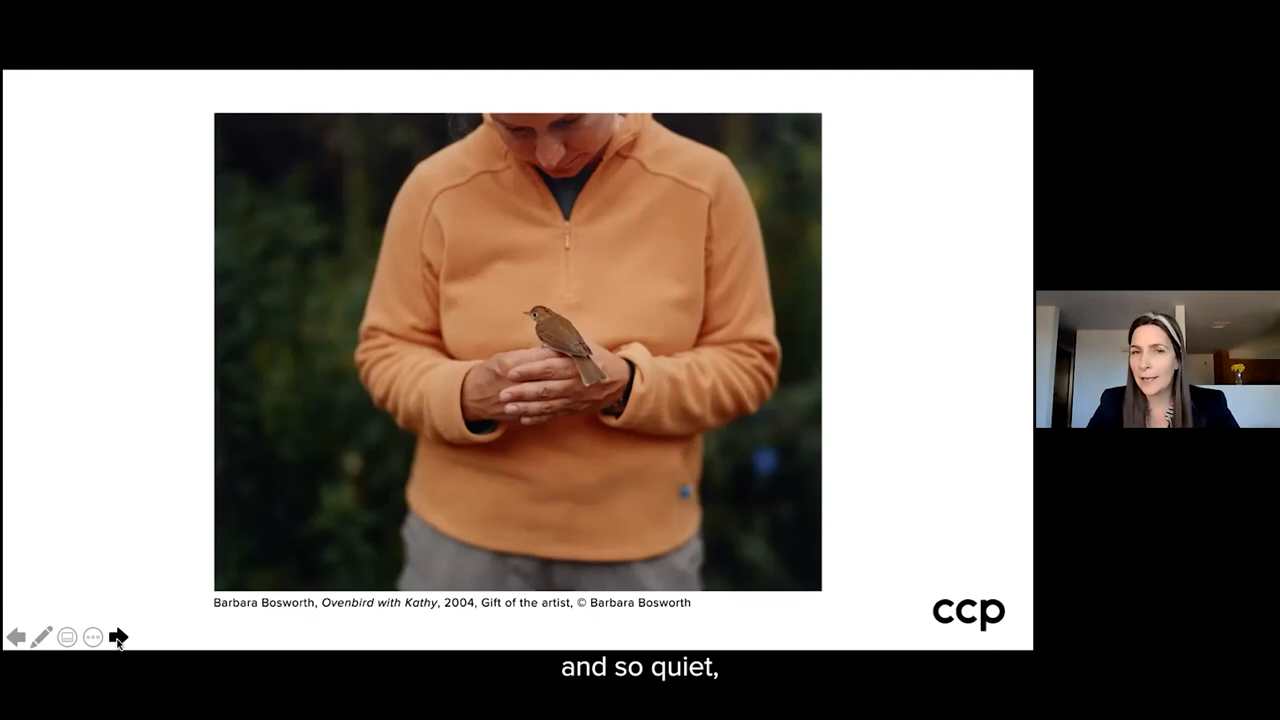 Barbara Bosworth, Ovenbird with Kathy, 2004, Gift of the artist, © Barbara Bosworth
ccp
and so quiet,